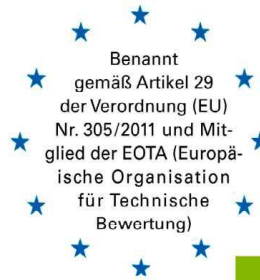 Benannt
gemäß Artikel 29
der Verordnung (EU)
Nr. 305/2011 und Mit-
glied der EOTA (Europä-
ische Organisation
für Technische
Bewertung)